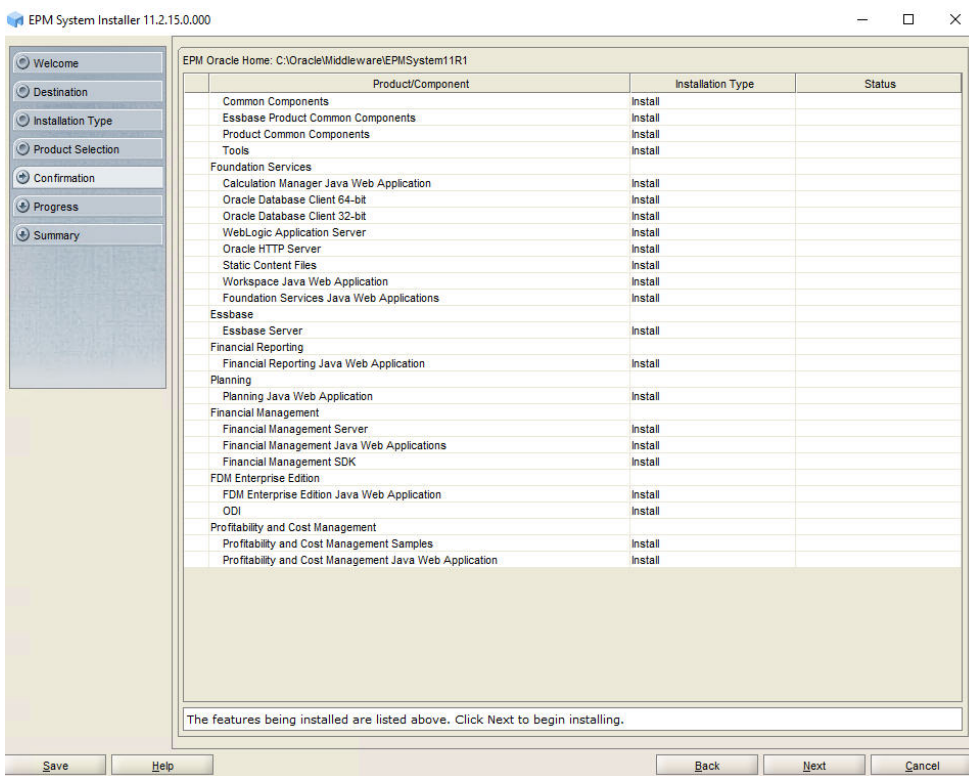 EPM System Installer 11.2.15.0.000
Welcome
Destination
Installation Type
Product Selection
Confirmation
Progress
Summary
EPM Oracle Home: C:\Oracle\Middleware\EPMSystem11R1
Product/Component Installation Type Status
Common Components Install
Essbase Product Common Components Install
Product Common Components Install
Tools Install
Foundation Services
Calculation Manager Java Web Application Install
Oracle Database Client 64-bit Install
Oracle Database Client 32-bit Install
WebLogic Application Server Install
Oracle HTTP Server Install
Static Content Files Install
Workspace Java Web Application Install
Foundation Services Java Web Applications Install
Essbase
Essbase Server Install
Financial Reporting
Financial Reporting Java Web Application Install
Planning
Planning Java Web Application Install
Financial Management
Financial Management Server Install
Financial Management Java Web Applications Install
Financial Management SDK Install
FDM Enterprise Edition
FDM Enterprise Edition Java Web Application Install
ODI Install
Profitability and Cost Management
Profitability and Cost Management Samples Install
Profitability and Cost Management Java Web Application Install
The features being installed are listed above. Click Next to begin installing.
Save Help Back Next Cancel